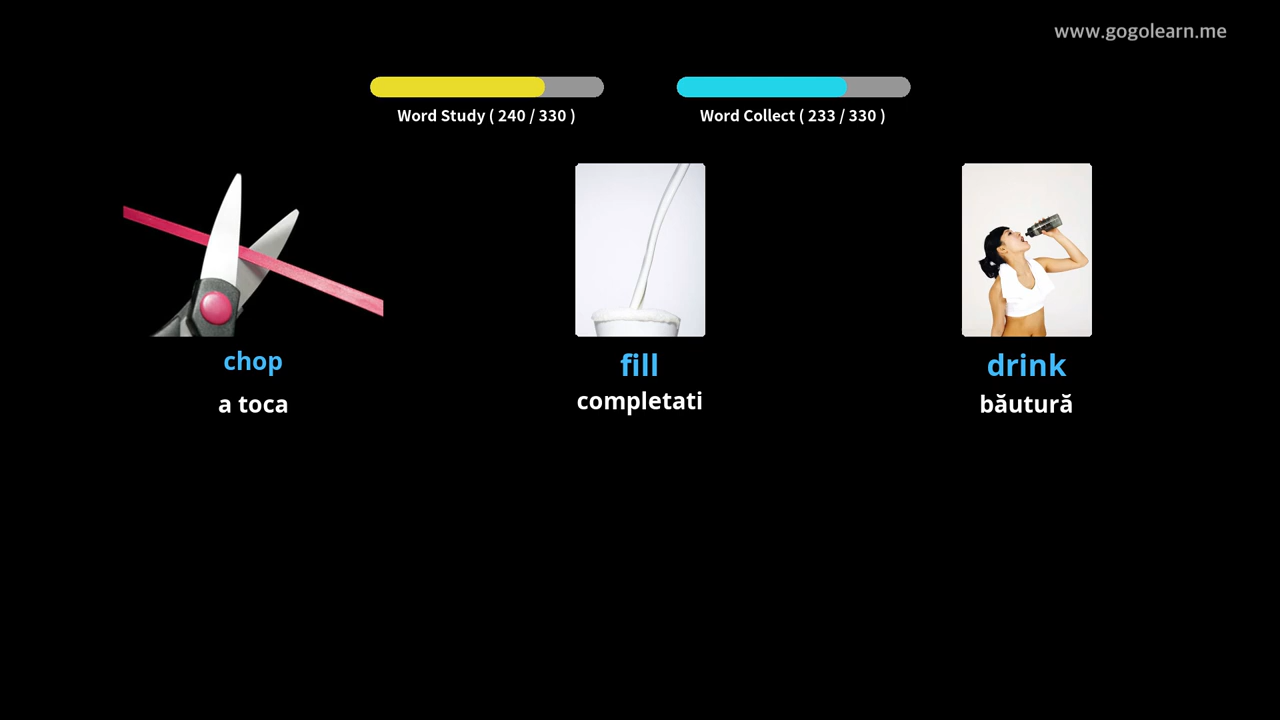 www.gogolearn.me
Word Study ( 240 / 330 )
Word Collect ( 233 / 330 )
chop
a toca
fill
completati
drink
băutură